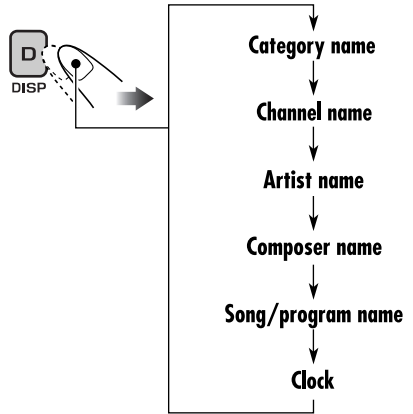 D
DISP
Category name
Channel name
Artist name
Composer name
Song/program name
Clock